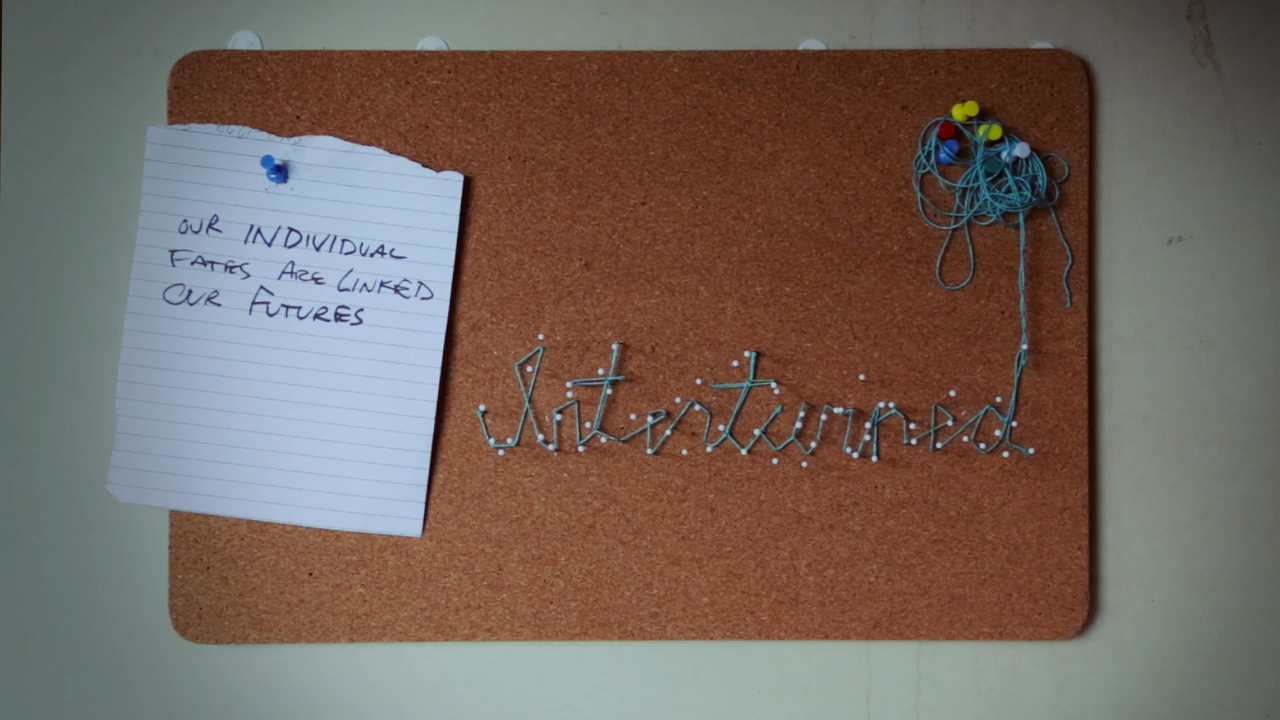 OUR INDIVIDUAL
FATES ARE LINKED
OUR FUTURES
Intertwined